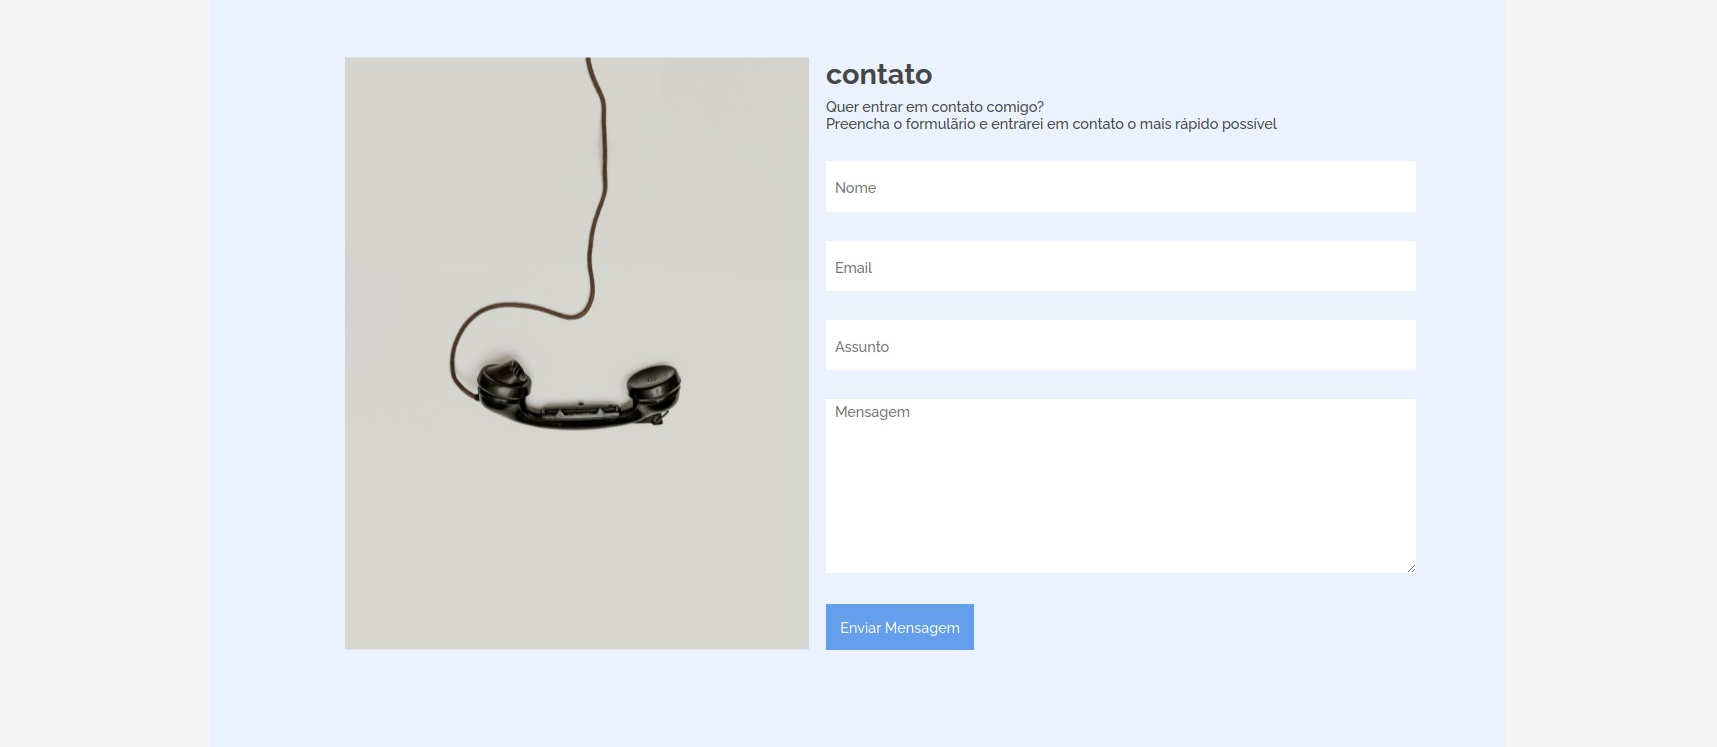 contato
Quer entrar em contato comigo?
Preencha o formulãrio e entrarei em contato o mais rápido possível
Nome
Email
Assunto
Mensagem
Enviar Mensagem